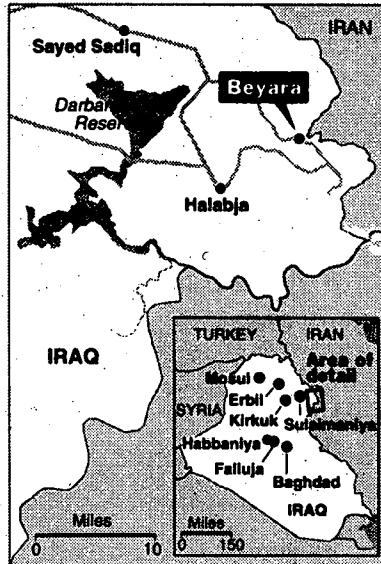 IRAN
Sayed Sadiq
Beyara
Darban
Reser
Halabja
IRAQ
TURKEY
IRAN
Area of
detail
Mosul
Erbil
SYRIA
Kirkuk
Sulaimaniya
Habbaniya
Falluja
Baghdad
IRAQ
Miles
0 10
Miles
0 150